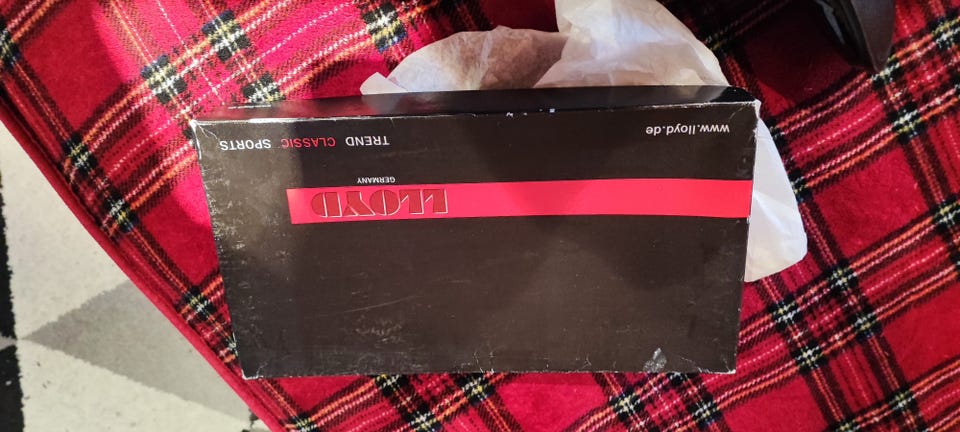 LLOYD
GERMANY
TREND CLASSIC SPORTS
www.lloyd.de